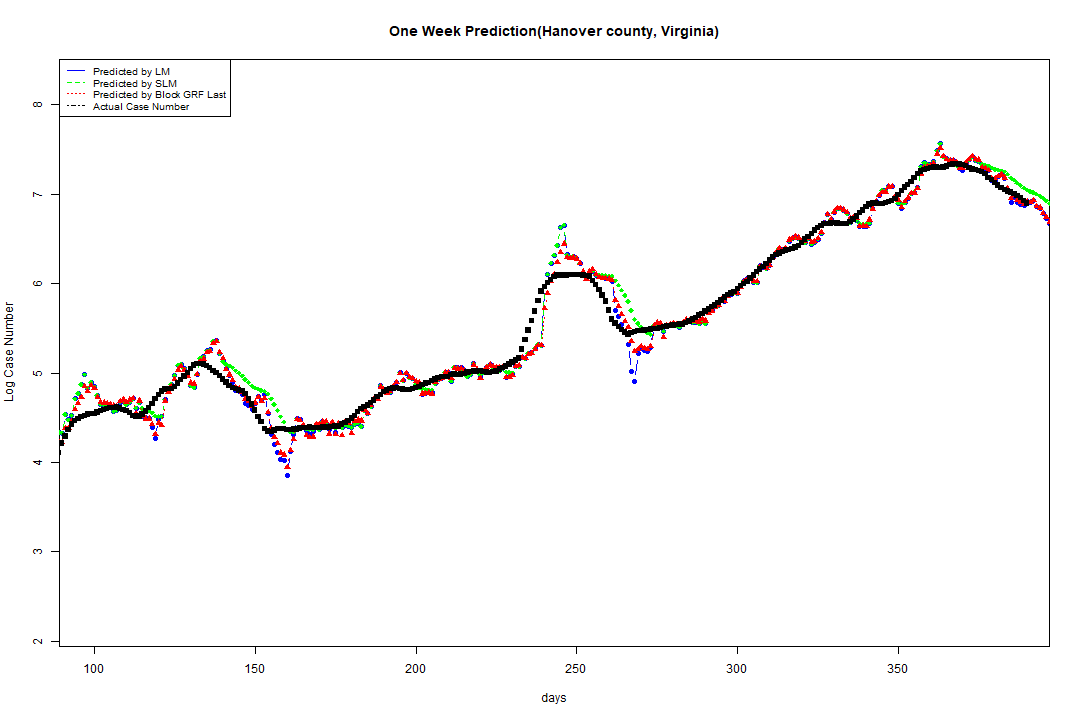 One Week Prediction(Hanover county, Virginia)
Predicted by LM
Predicted by SLM
Predicted by Block GRF Last
Actual Case Number
8
7
6
5
4
3
2
Log Case Number
100 150 200 250 300 350
days